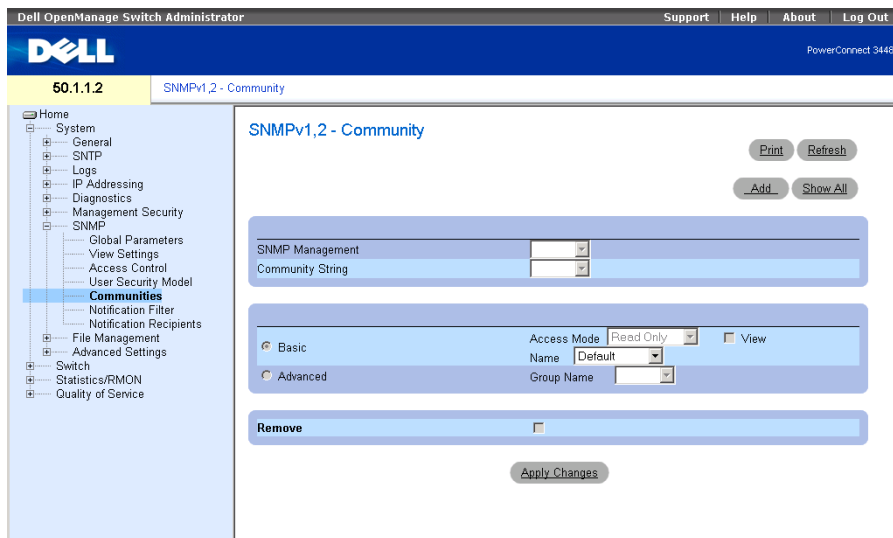 Dell OpenManage Switch Administrator
Support Help About Log Out
DELL
PowerConnect 3448
50.1.1.2
SNMPv1,2 - Community
Home
System
General
SNTP
Logs
IP Addressing
Diagnostics
Management Security
SNMP
Global Parameters
View Settings
Access Control
User Security Model
Communities
Notification Filter
Notification Recipients
File Management
Advanced Settings
Switch
Statistics/RMON
Quality of Service
SNMPv1,2 - Community
Print Refresh
Add Show All
SNMP Management
Community String
Basic
Access Mode Read Only View
Name Default
Advanced
Group Name
Remove
Apply Changes